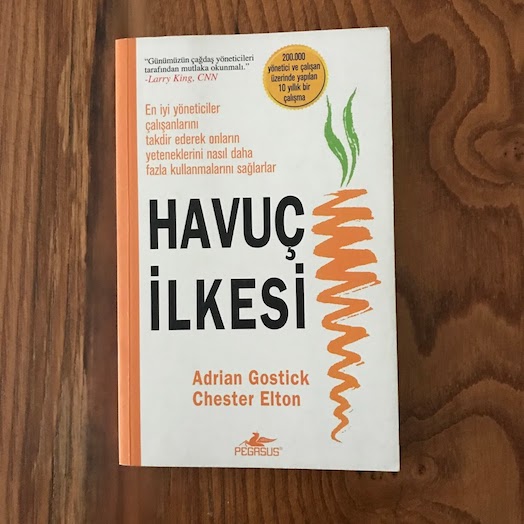 "Günümüzün çağdaş yöneticileri
tarafından mutlaka okunmalı."
-Larry King, CNN
200.000
yönetici ve çalışan
üzerinde yapılan
10 yıllık bir
çalışma
En iyi yöneticiler
çalışanlarını
takdir ederek onların
yeteneklerini nasıl daha
fazla kullanmalarını sağlarlar
HAVUÇ
İLKESİ
Adrian Gostick
Chester Elton
PEGASUS